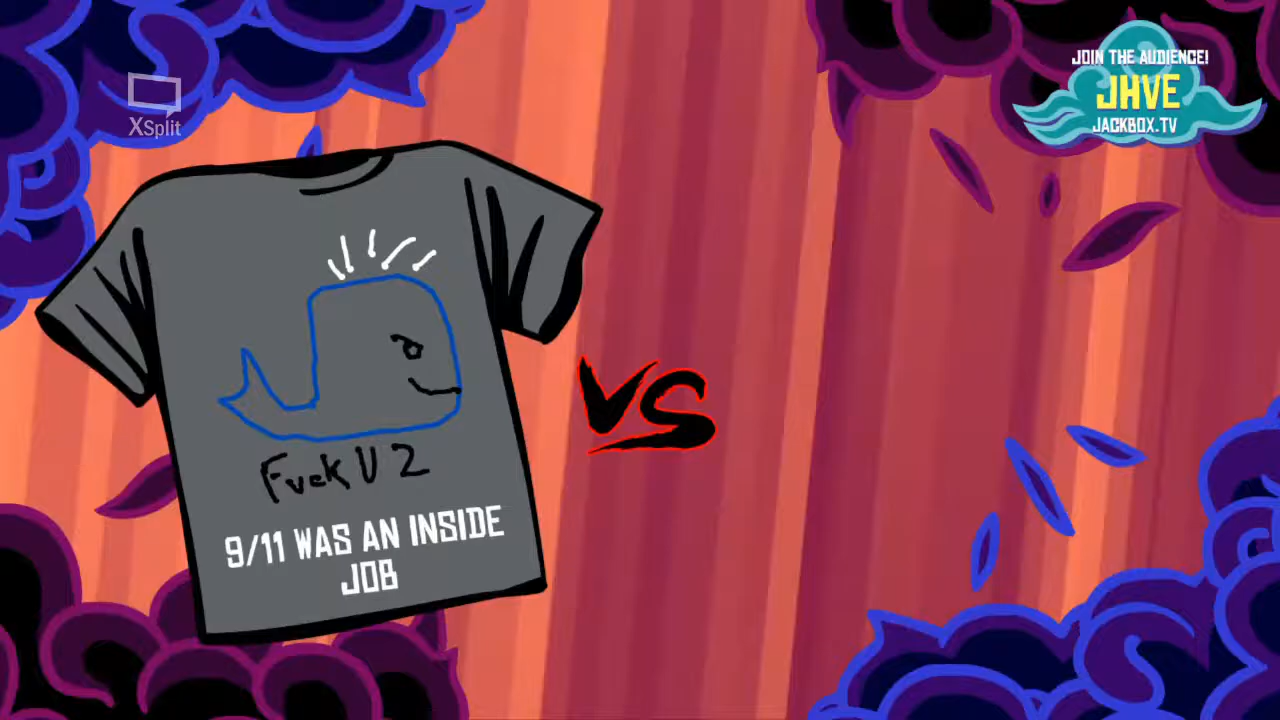 JOIN THE AUDIENCE!
JHVE
JACKBOX.TV
XSplit
VS
Fuck U 2
9/11 WAS AN INSIDE
JOB